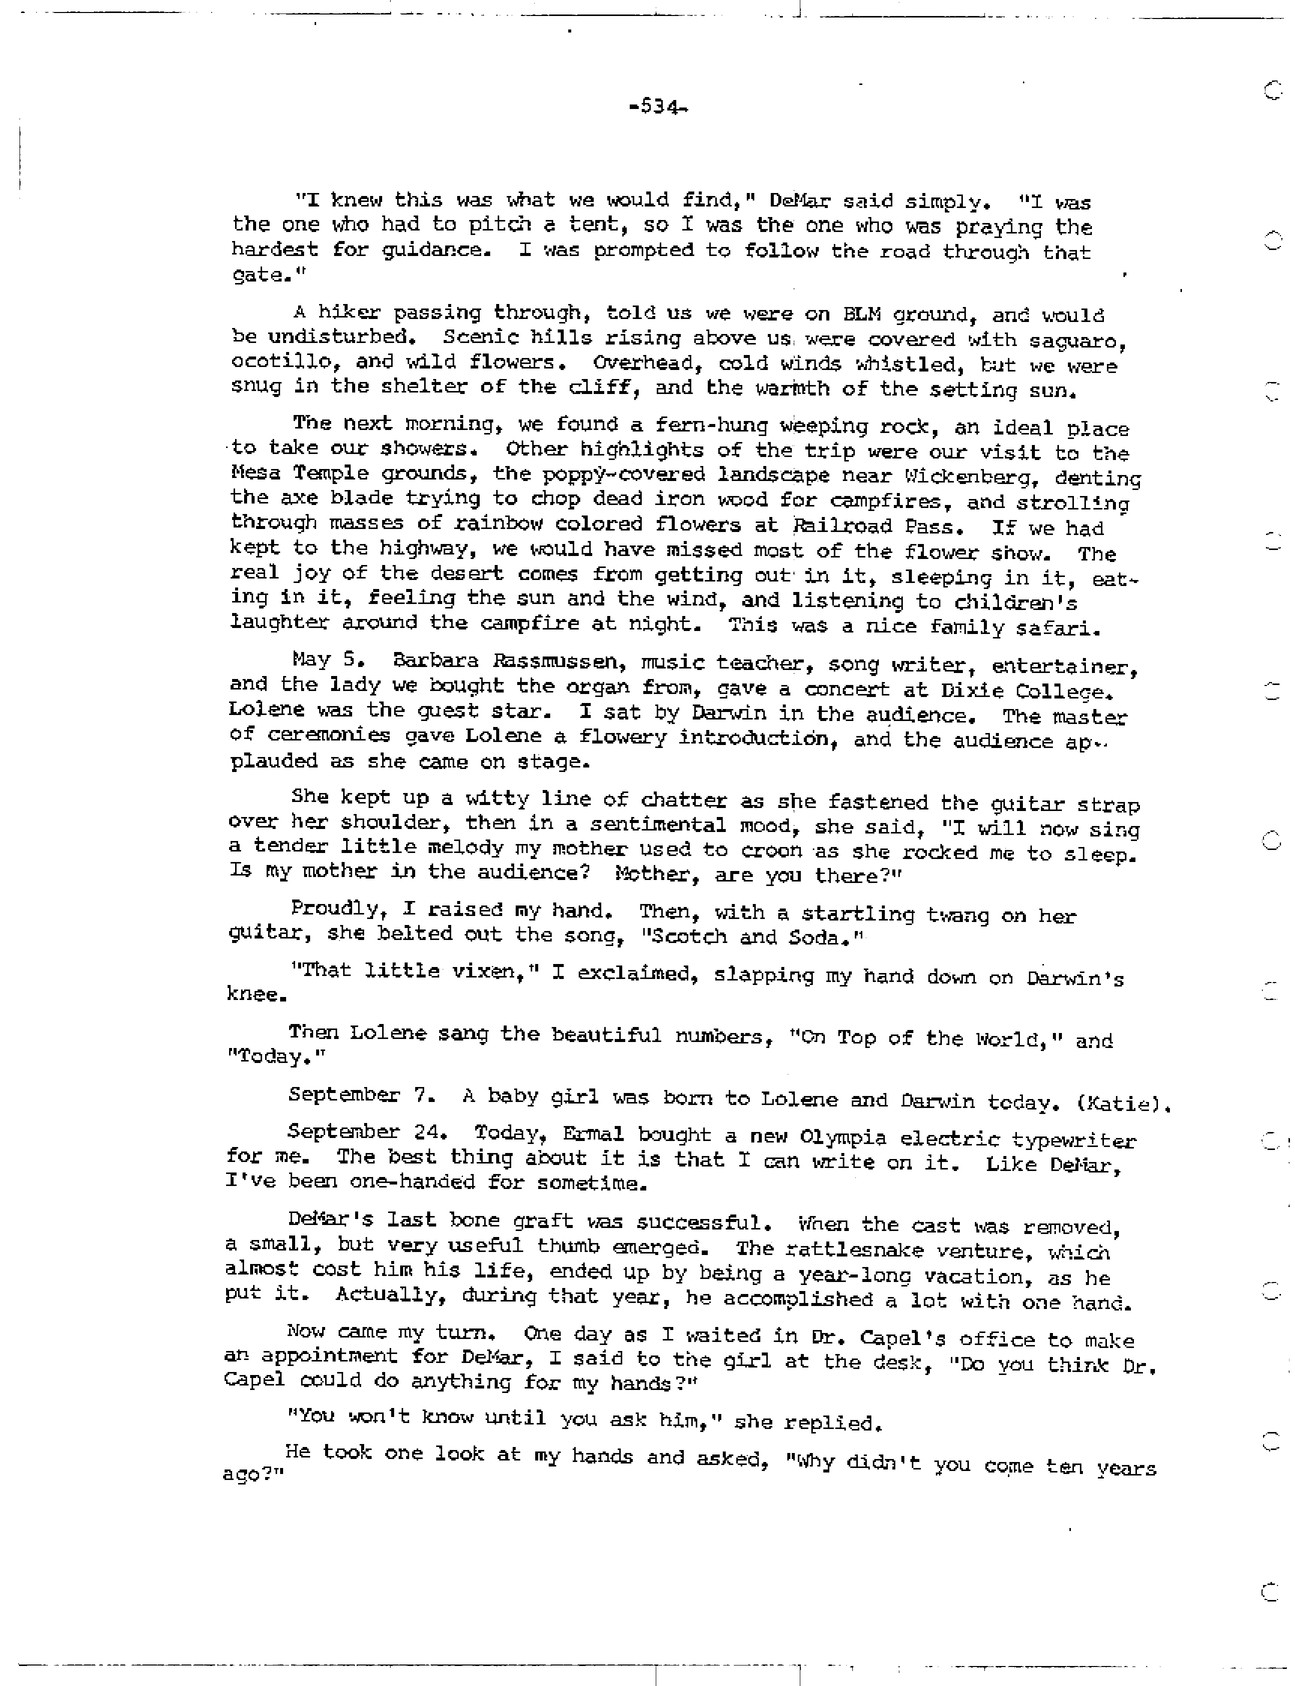 -534-
"I knew this was what we would find," DeMar said simply. "I was
the one who had to pitch a tent, so I was the one who was praying the
hardest for guidance. I was prompted to follow the road through that
gate."
A hiker passing through, told us we were on BLM ground, and would
be undisturbed. Scenic hills rising above us were covered with saguaro,
ocotillo, and wild flowers. Overhead, cold winds whistled, but we were
snug in the shelter of the cliff, and the warmth of the setting sun.
The next morning, we found a fern-hung weeping rock, an ideal place
to take our showers. Other highlights of the trip were our visit to the
Mesa Temple grounds, the poppy-covered landscape near Wickenberg, denting
the axe blade trying to chop dead iron wood for campfires, and strolling
through masses of rainbow colored flowers at Railroad Pass. If we had
kept to the highway, we would have missed most of the flower show. The
real joy of the desert comes from getting out in it, sleeping in it, eat-
ing in it, feeling the sun and the wind, and listening to children's
laughter around the campfire at night. This was a nice family safari.
May 5. Barbara Rassmussen, music teacher, song writer, entertainer,
and the lady we bought the organ from, gave a concert at Dixie College.
Lolene was the guest star. I sat by Darwin in the audience. The master
of ceremonies gave Lolene a flowery introduction, and the audience ap-
plauded as she came on stage.
She kept up a witty line of chatter as she fastened the guitar strap
over her shoulder, then in a sentimental mood, she said, "I will now sing
a tender little melody my mother used to croon as she rocked me to sleep.
Is my mother in the audience? Mother, are you there?"
Proudly, I raised my hand. Then, with a startling twang on her
guitar, she belted out the song, "Scotch and Soda."
"That little vixen," I exclaimed, slapping my hand down on Darwin's
knee.
Then Lolene sang the beautiful numbers, "On Top of the World," and
"Today."
September 7. A baby girl was born to Lolene and Darwin today. (Katie).
September 24. Today, Ermal bought a new Olympia electric typewriter
for me. The best thing about it is that I can write on it. Like DeMar,
I've been one-handed for sometime.
DeMar's last bone graft was successful. When the cast was removed,
a small, but very useful thumb emerged. The rattlesnake venture, which
almost cost him his life, ended up by being a year-long vacation, as he
put it. Actually, during that year, he accomplished a lot with one hand.
Now came my turn. One day as I waited in Dr. Capel's office to make
an appointment for DeMar, I said to the girl at the desk, "Do you think Dr.
Capel could do anything for my hands?"
"You won't know until you ask him," she replied.
He took one look at my hands and asked, "Why didn't you come ten years
ago?"